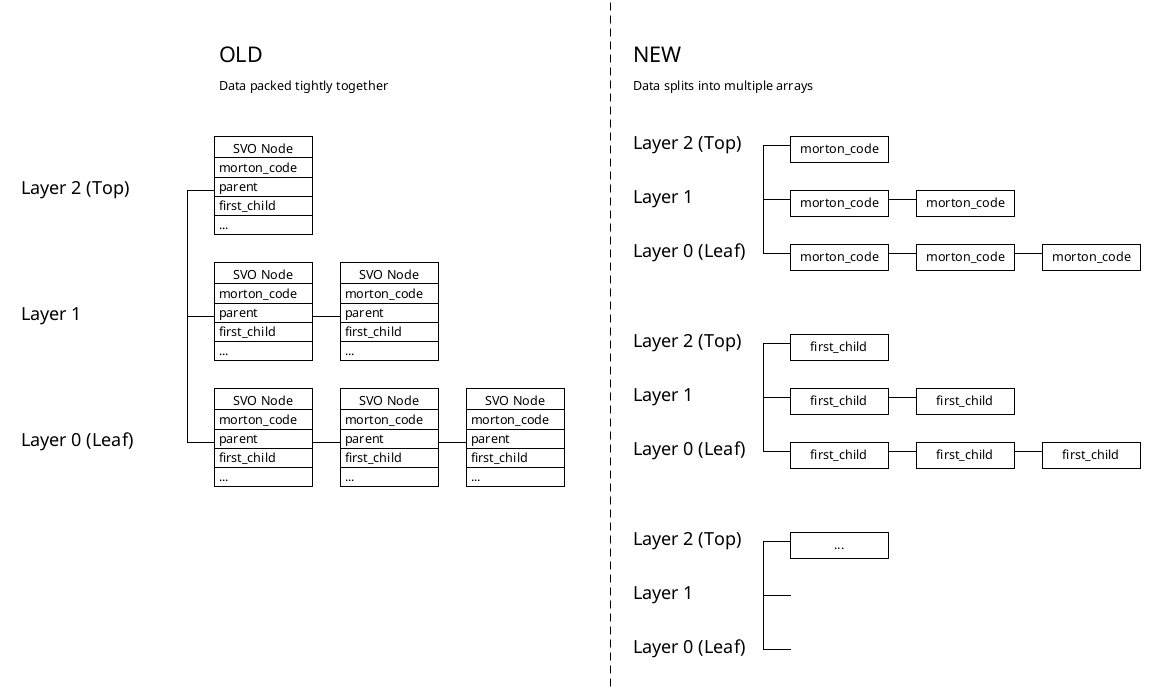 OLD
Data packed tightly together
Layer 2 (Top)
SVO Node
morton_code
parent
first_child
...
Layer 1
SVO Node
morton_code
parent
first_child
...
SVO Node
morton_code
parent
first_child
...
Layer 0 (Leaf)
SVO Node
morton_code
parent
first_child
...
SVO Node
morton_code
parent
first_child
...
SVO Node
morton_code
parent
first_child
...
NEW
Data splits into multiple arrays
Layer 2 (Top) morton_code
Layer 1 morton_code morton_code
Layer 0 (Leaf) morton_code morton_code morton_code
Layer 2 (Top) first_child
Layer 1 first_child first_child
Layer 0 (Leaf) first_child first_child first_child
Layer 2 (Top) ...
Layer 1
Layer 0 (Leaf)